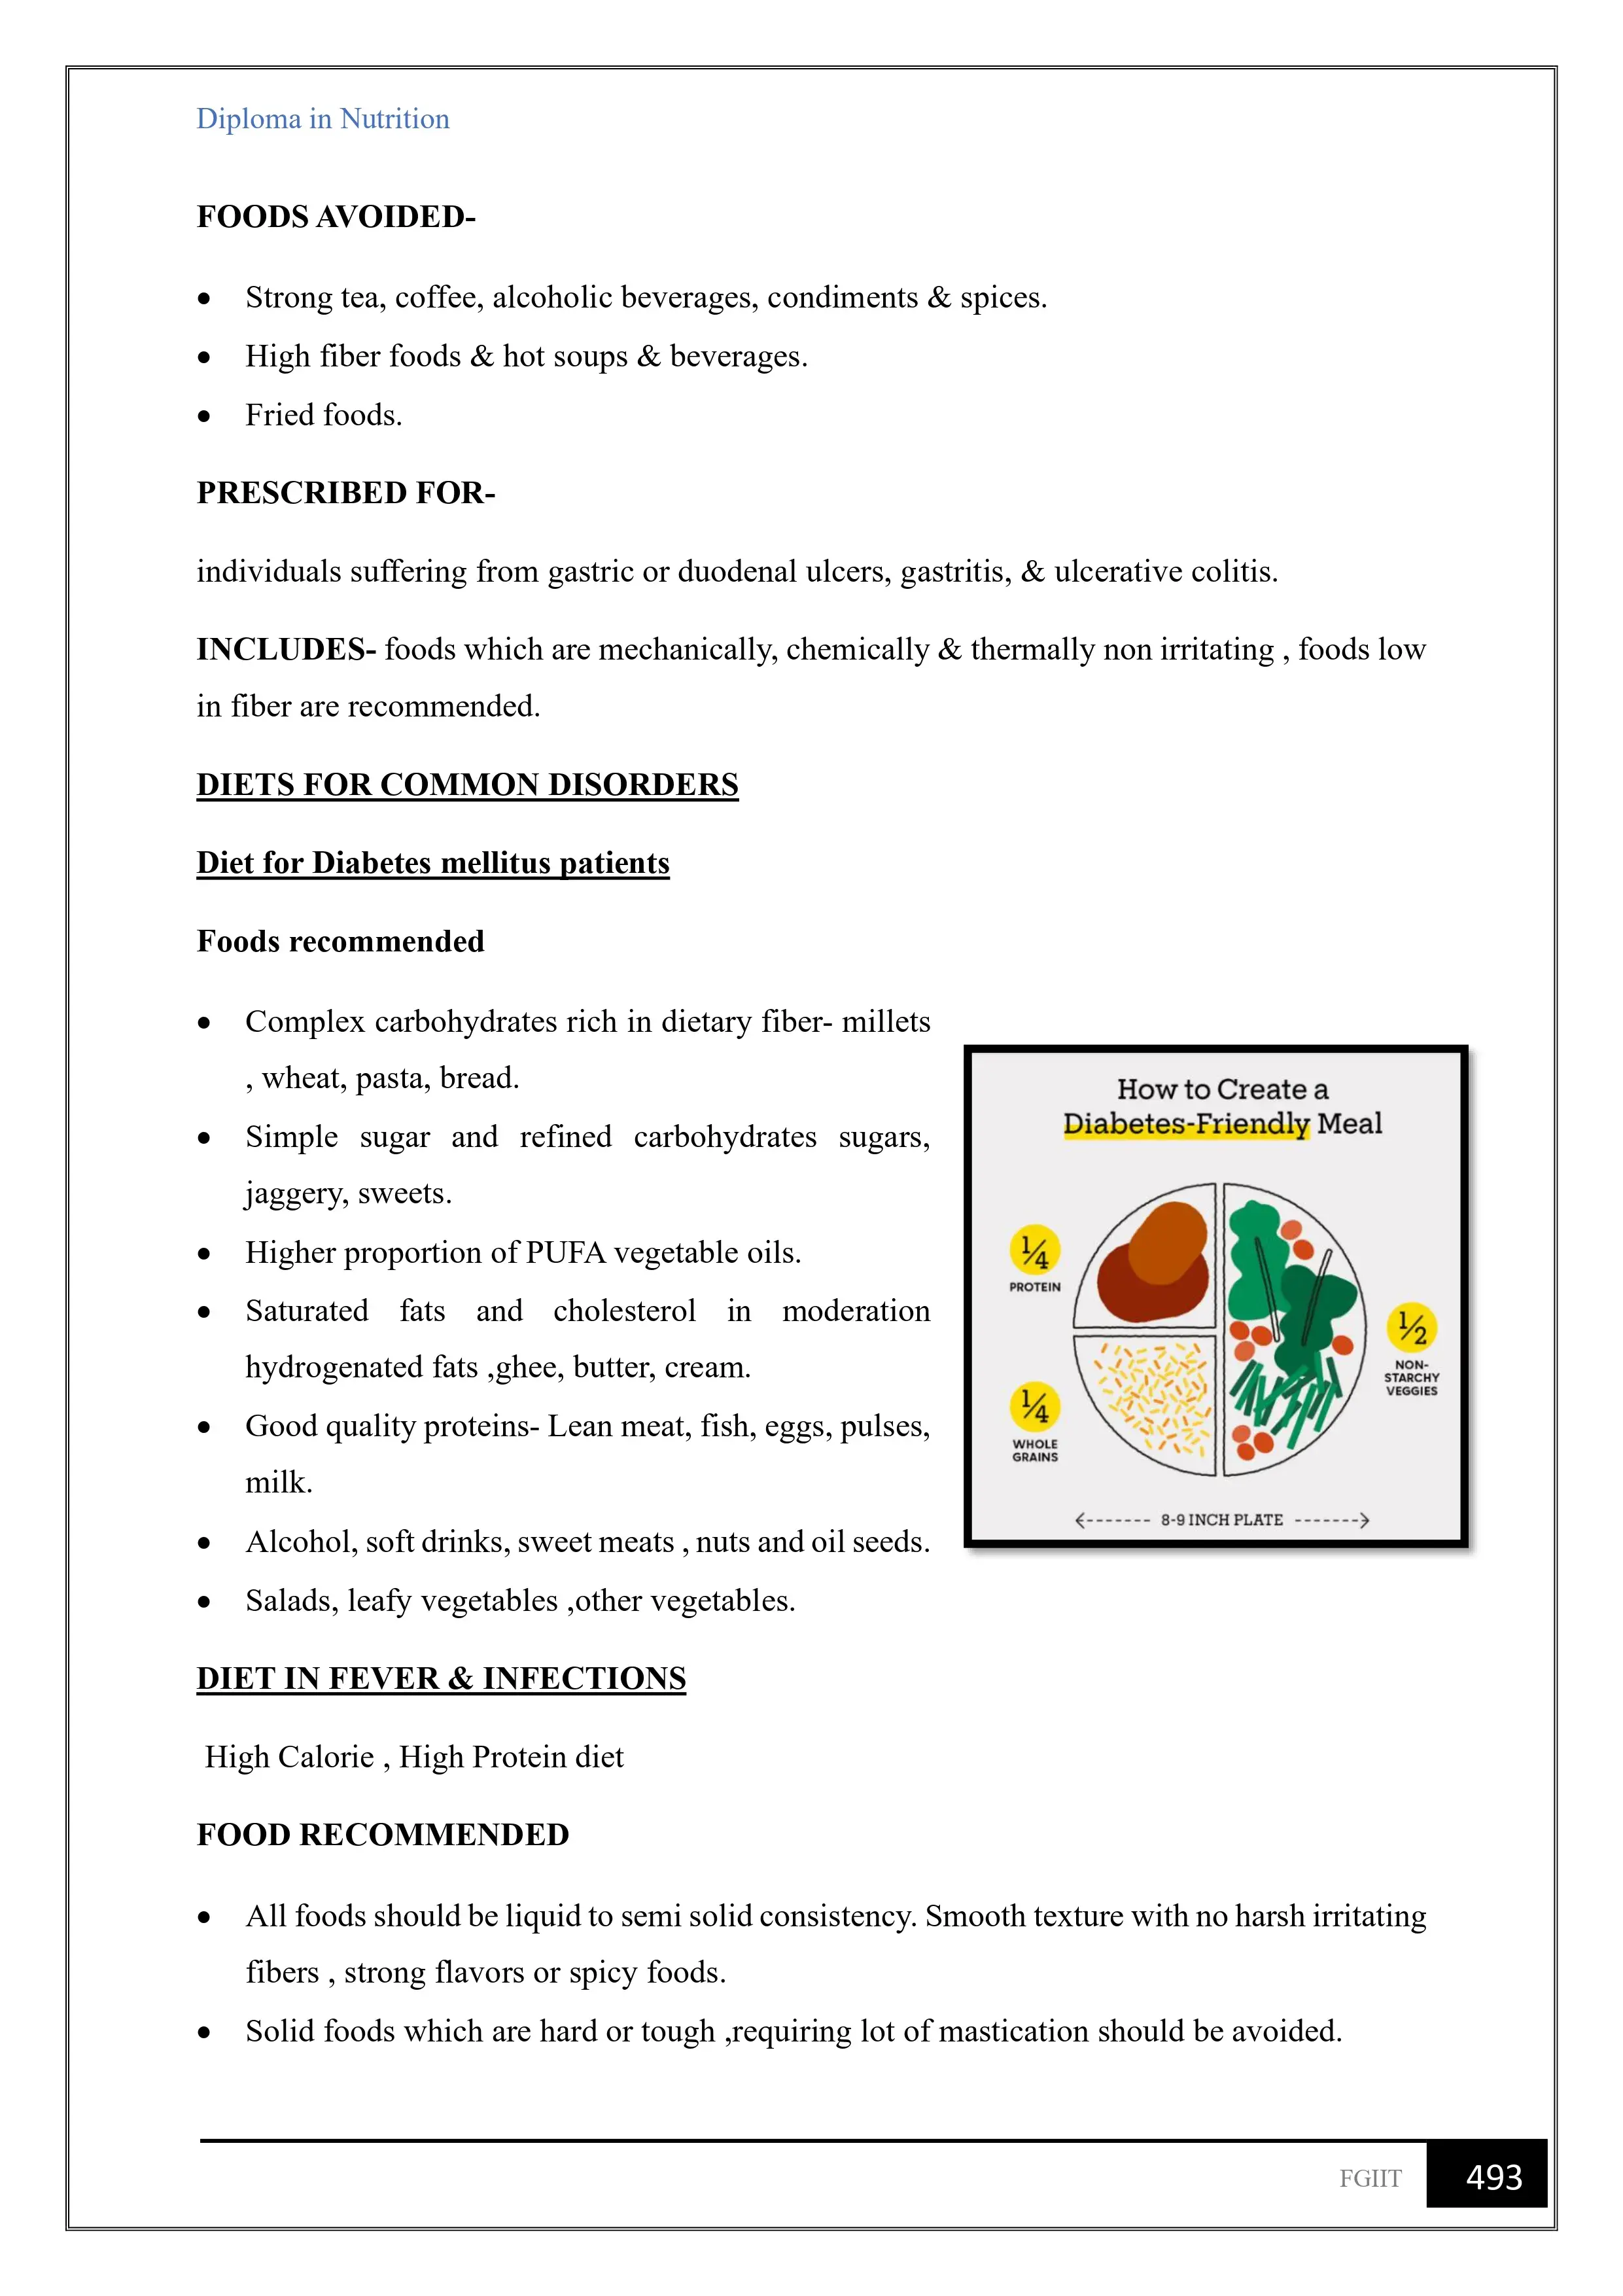 Diploma in Nutrition
FOODS AVOIDED-
• Strong tea, coffee, alcoholic beverages, condiments & spices.
• High fiber foods & hot soups & beverages.
• Fried foods.
PRESCRIBED FOR-
individuals suffering from gastric or duodenal ulcers, gastritis, & ulcerative colitis.
INCLUDES- foods which are mechanically, chemically & thermally non irritating , foods low
in fiber are recommended.
DIETS FOR COMMON DISORDERS
Diet for Diabetes mellitus patients
Foods recommended
• Complex carbohydrates rich in dietary fiber- millets
, wheat, pasta, bread.
• Simple sugar and refined carbohydrates sugars,
jaggery, sweets.
• Higher proportion of PUFA vegetable oils.
• Saturated fats and cholesterol in moderation
hydrogenated fats ,ghee, butter, cream.
• Good quality proteins- Lean meat, fish, eggs, pulses,
milk.
• Alcohol, soft drinks, sweet meats , nuts and oil seeds.
• Salads, leafy vegetables ,other vegetables.
How to Create a
Diabetes-Friendly Meal
1/4
PROTEIN
1/2
NON-
STARCHY
VEGGIES
1/4
WHOLE
GRAINS
8-9 INCH PLATE
DIET IN FEVER & INFECTIONS
High Calorie , High Protein diet
FOOD RECOMMENDED
• All foods should be liquid to semi solid consistency. Smooth texture with no harsh irritating
fibers , strong flavors or spicy foods.
• Solid foods which are hard or tough ,requiring lot of mastication should be avoided.
FGIIT 493